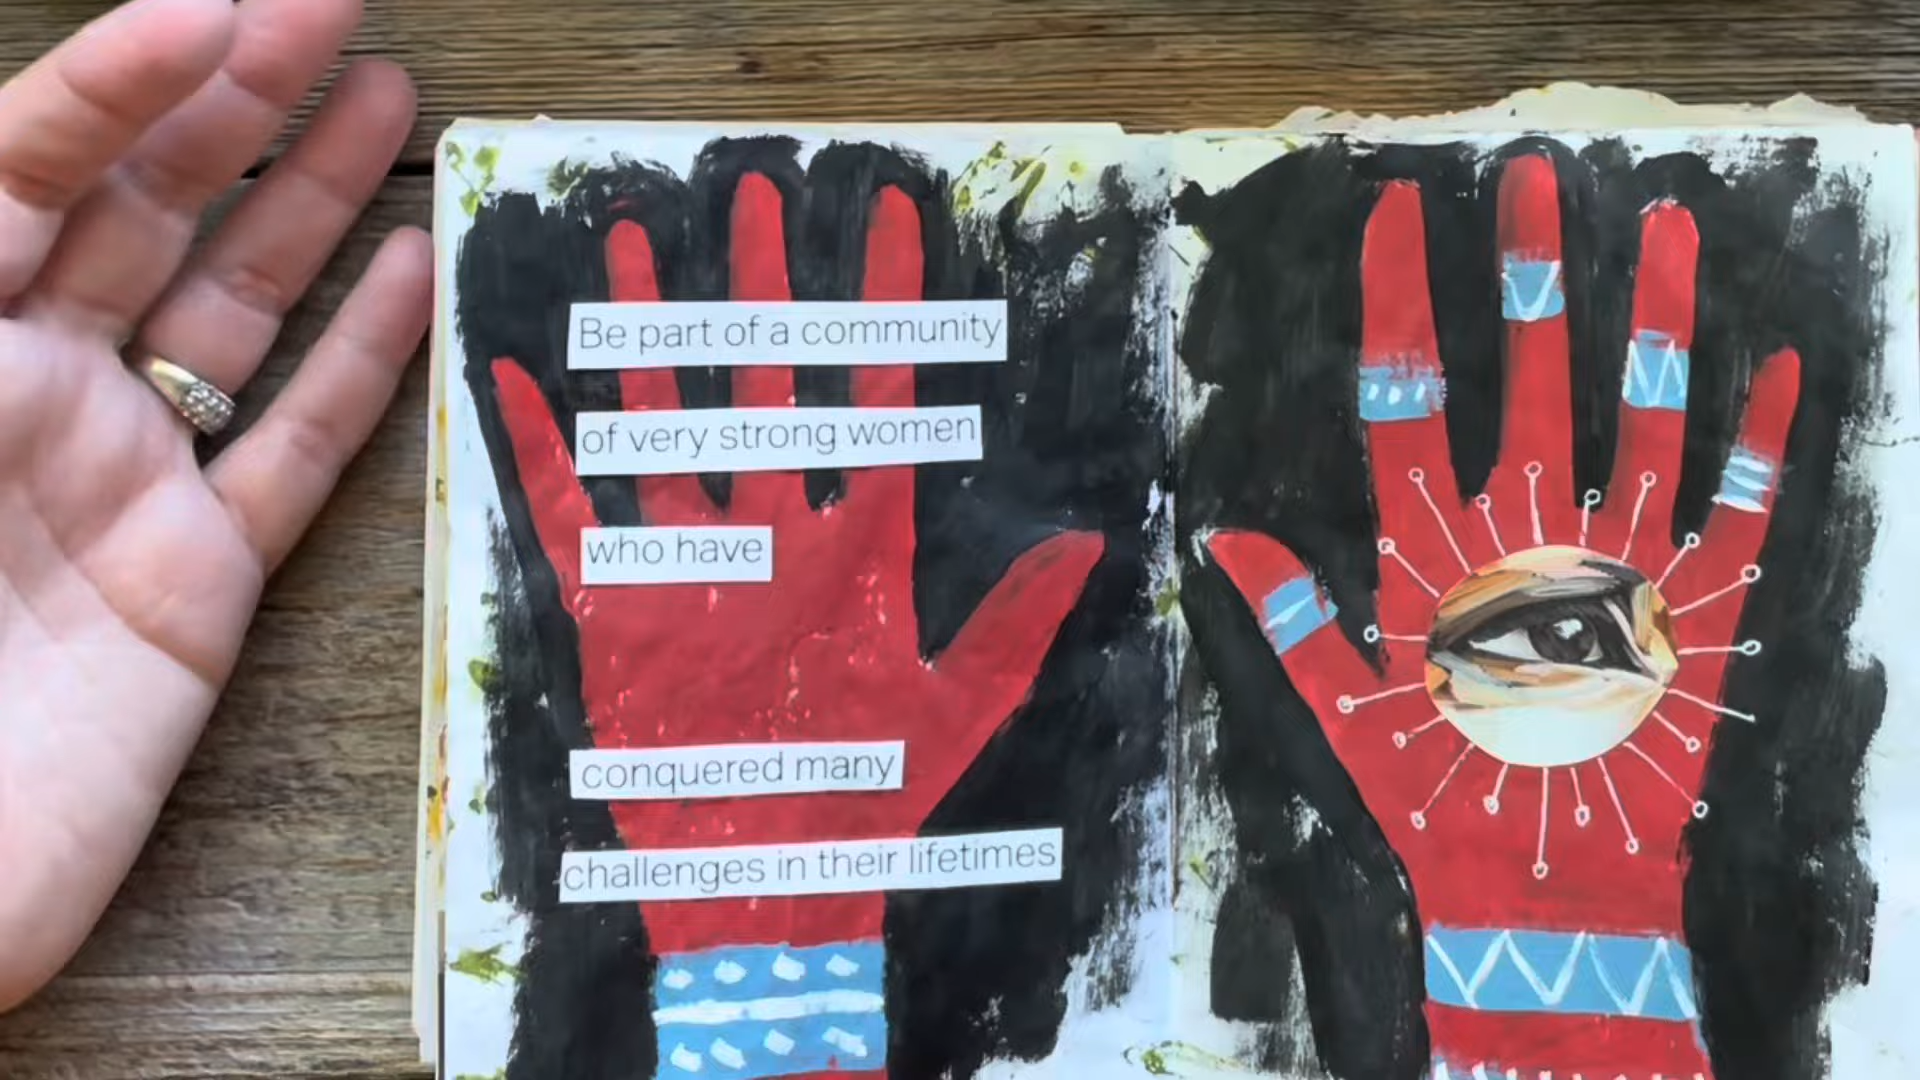 Be part of a community
of very strong women
who have
conquered many
challenges in their lifetimes